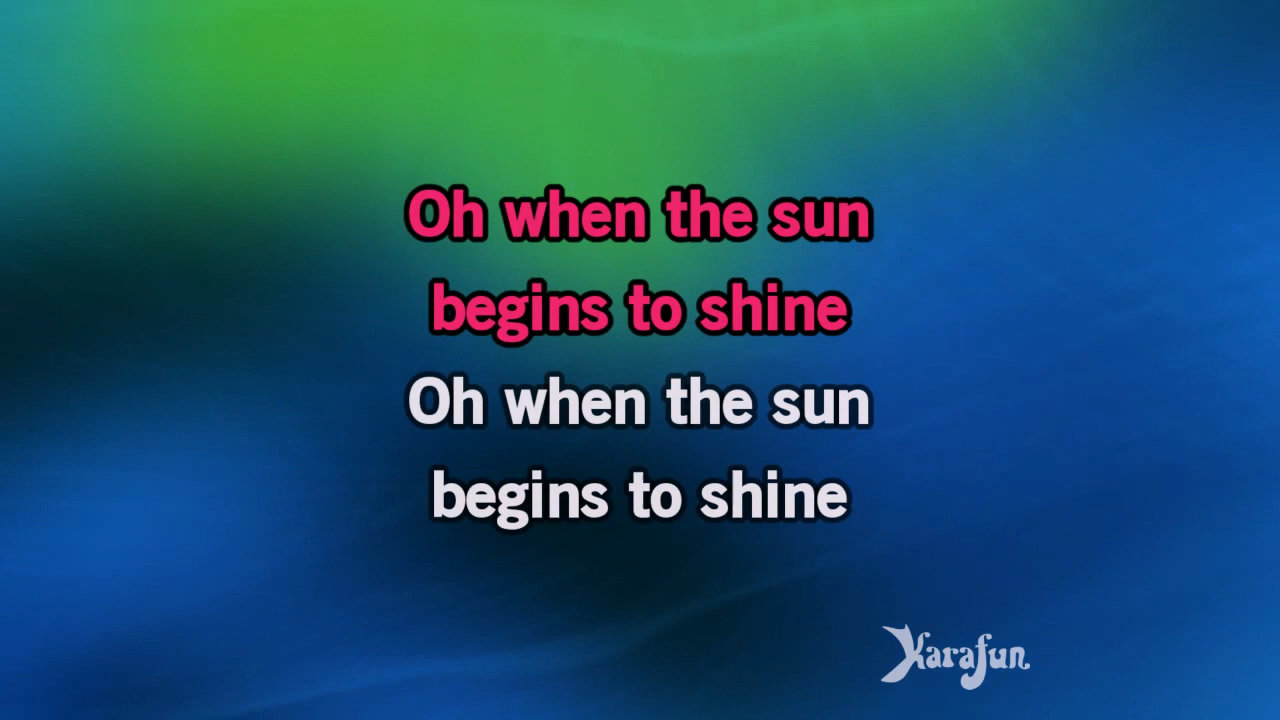 Oh when the sun
begins to shine
Oh when the sun
begins to shine
Karafun